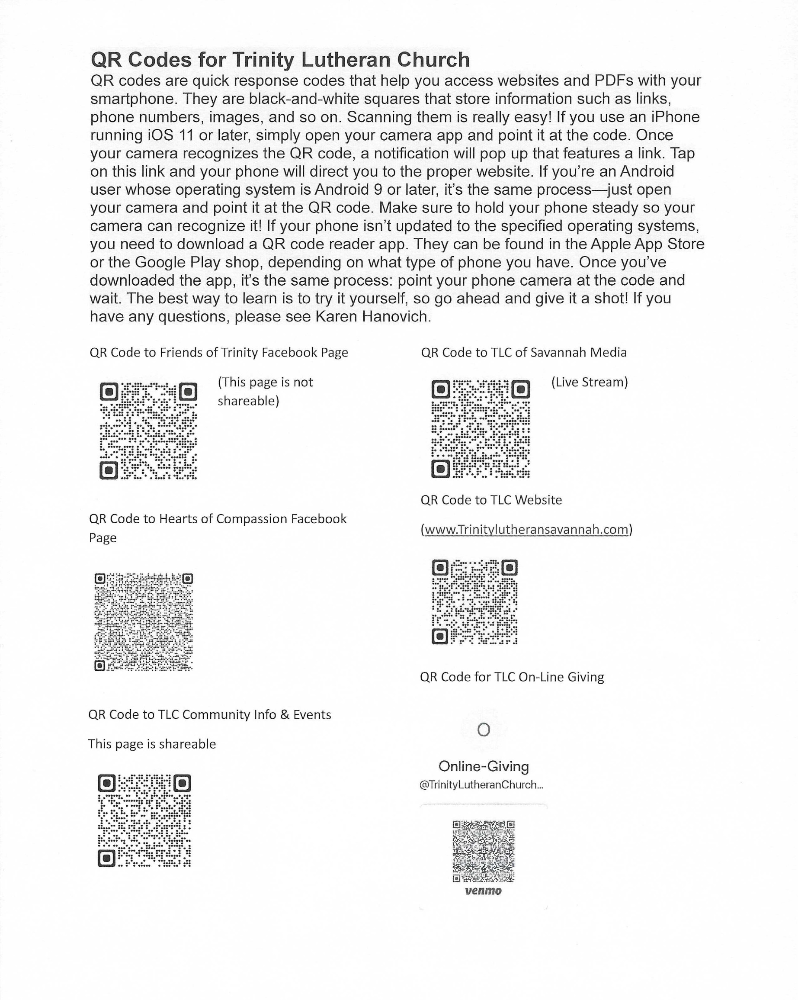 QR Codes for Trinity Lutheran Church
QR codes are quick response codes that help you access websites and PDFs with your
smartphone. They are black-and-white squares that store information such as links,
phone numbers, images, and so on. Scanning them is really easy! If you use an iPhone
running iOS 11 or later, simply open your camera app and point it at the code. Once
your camera recognizes the QR code, a notification will pop up that features a link. Tap
on this link and your phone will direct you to the proper website. If you’re an Android
user whose operating system is Android 9 or later, it’s the same process—just open
your camera and point it at the QR code. Make sure to hold your phone steady so your
camera can recognize it! If your phone isn’t updated to the specified operating systems,
you need to download a QR code reader app. They can be found in the Apple App Store
or the Google Play shop, depending on what type of phone you have. Once you’ve
downloaded the app, it’s the same process: point your phone camera at the code and
wait. The best way to learn is to try it yourself, so go ahead and give it a shot! If you
have any questions, please see Karen Hanovich.
QR Code to Friends of Trinity Facebook Page
(This page is not
shareable)
QR Code to Hearts of Compassion Facebook
Page
QR Code to TLC Community Info & Events
This page is shareable
QR Code to TLC of Savannah Media
(Live Stream)
QR Code to TLC Website
(www.Trinitylutheransavannah.com)
QR Code for TLC On-Line Giving
O
Online-Giving
@TrinityLutheranChurch...
venmo